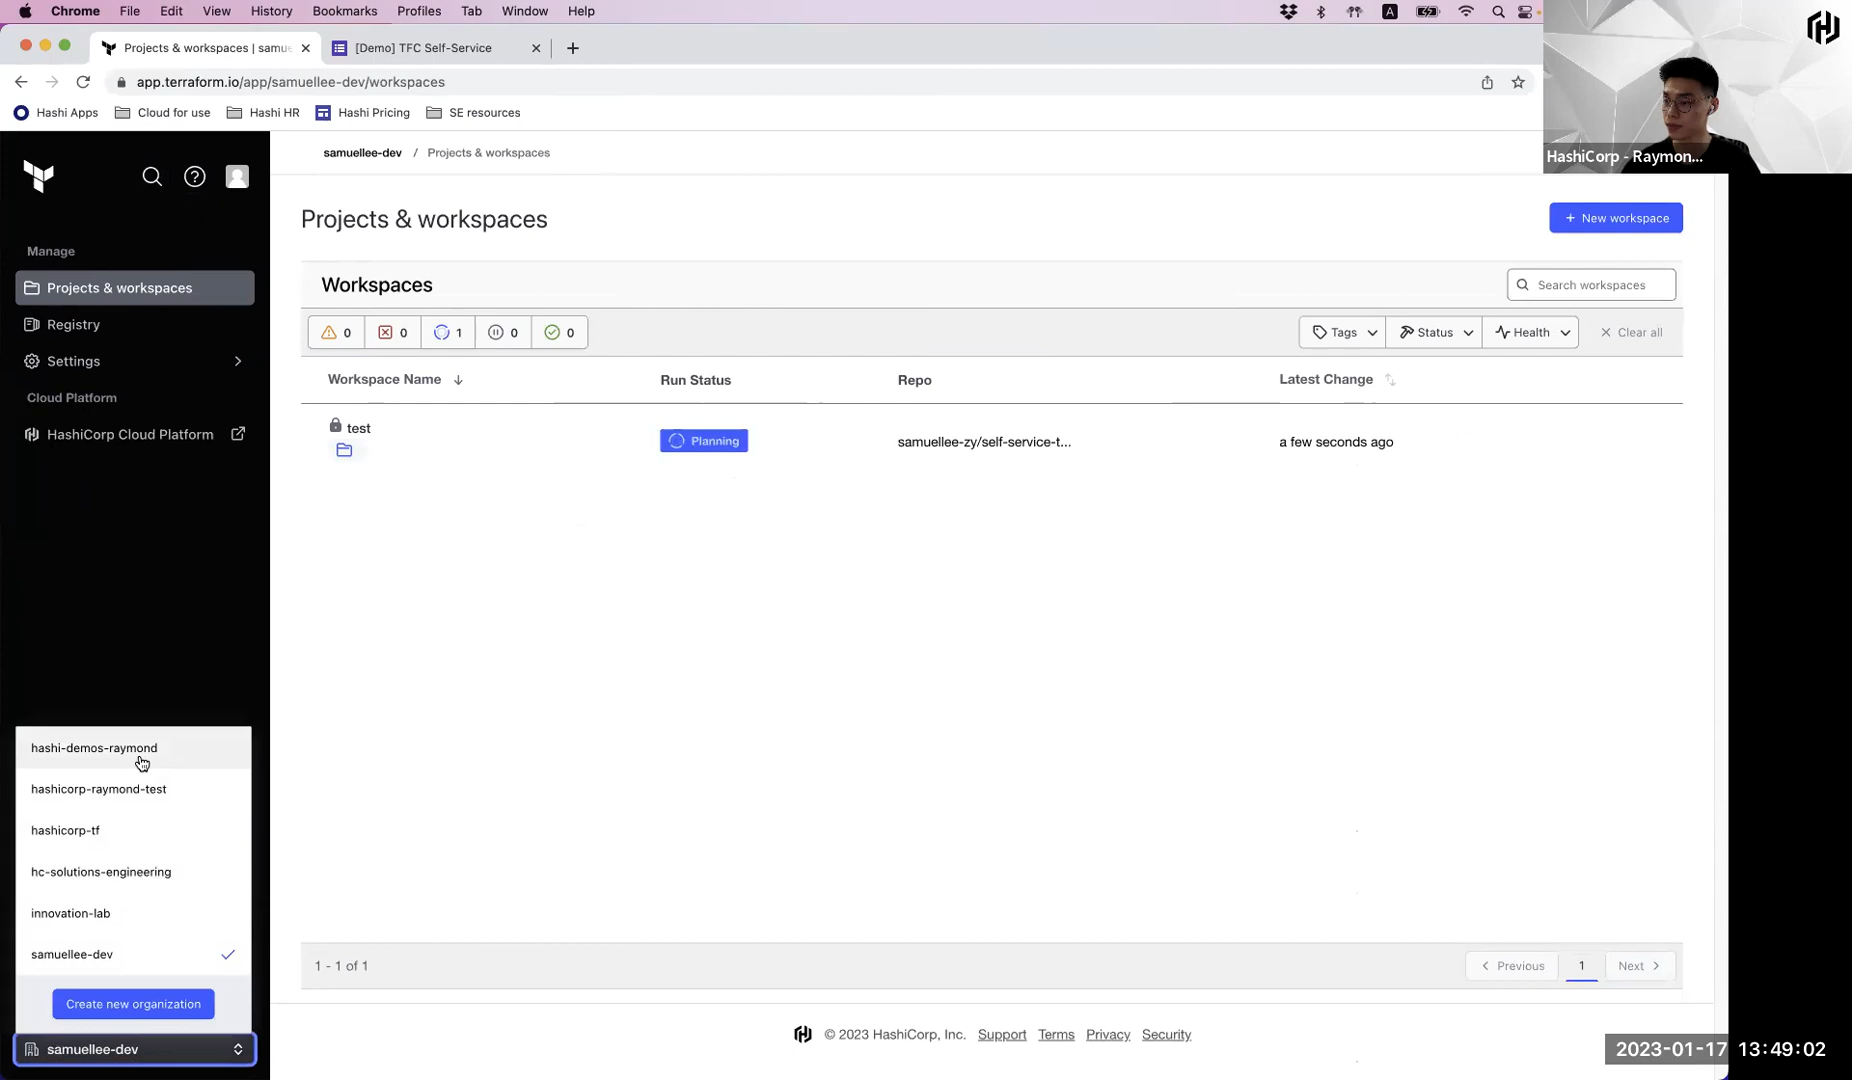 Chrome File Edit View History Bookmarks Profiles Tab Window Help
A
Projects & workspaces | samue
[Demo] TFC Self-Service
app.terraform.io/app/samuellee-dev/workspaces
Hashi Apps Cloud for use Hashi HR Hashi Pricing SE resources
HashiCorp - Raymon...
samuellee-dev / Projects & workspaces
Manage
Projects & workspaces
Registry
Settings
Cloud Platform
HashiCorp Cloud Platform
Projects & workspaces
+ New workspace
Workspaces
Search workspaces
0 0 1 0 0
Tags Status Health Clear all
Workspace Name Run Status Repo Latest Change
test Planning samuellee-zy/self-service-t... a few seconds ago
hashi-demos-raymond
hashicorp-raymond-test
hashicorp-tf
hc-solutions-engineering
innovation-lab
samuellee-dev
Create new organization
samuellee-dev
1 - 1 of 1
Previous 1 Next
© 2023 HashiCorp, Inc. Support Terms Privacy Security
2023-01-17 13:49:02